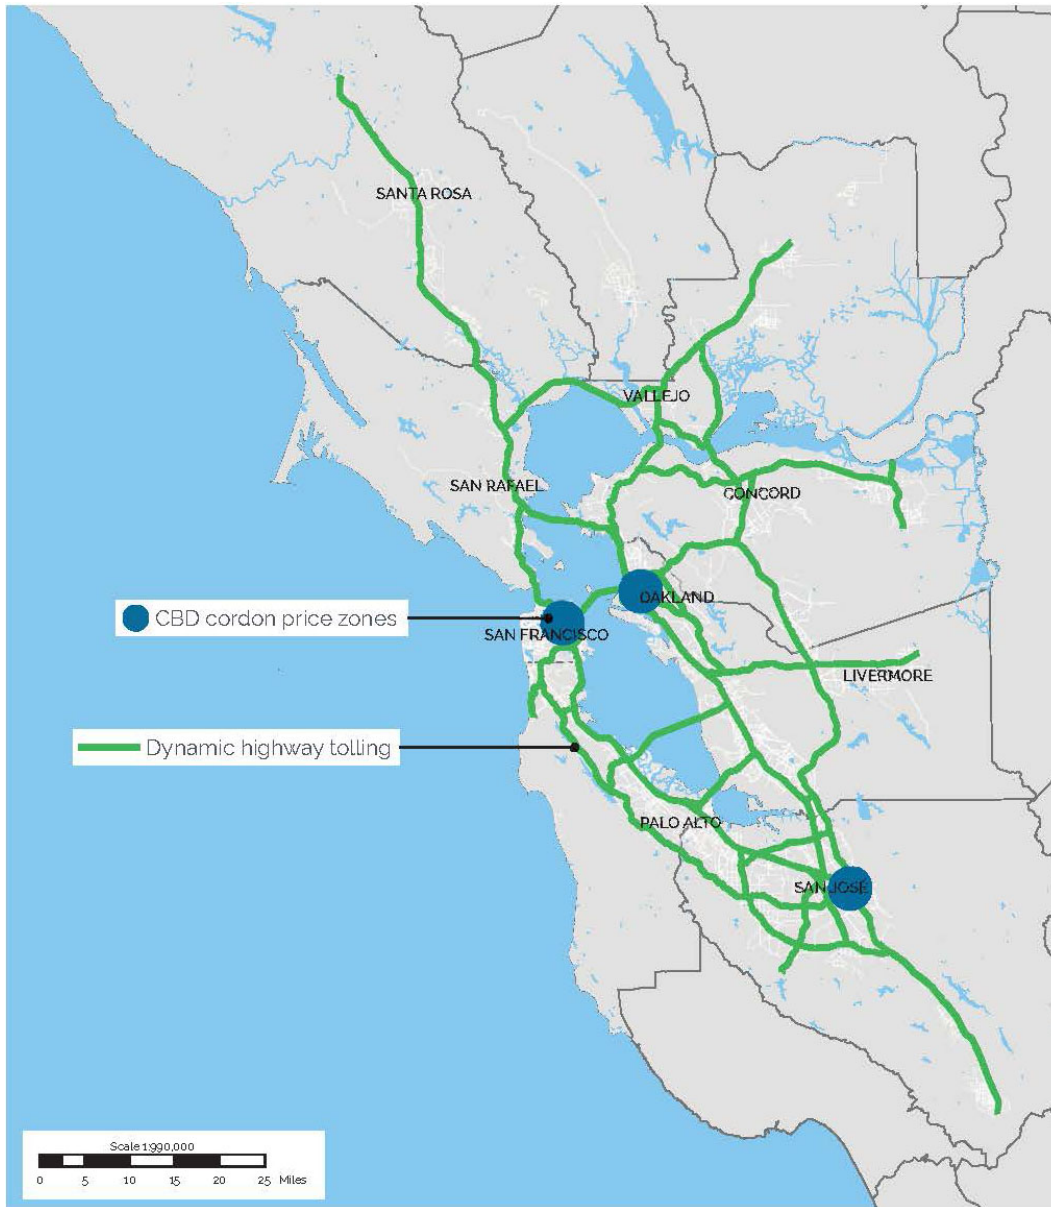 SANTA ROSA
VALLEJO
SAN RAFAEL
CONCORD
OAKLAND
CBD cordon price zones
SAN FRANCISCO
LIVERMORE
Dynamic highway tolling
PALO ALTO
SAN JOSÉ
Scale 1:990,000
0 5 10 15 20 25 Miles